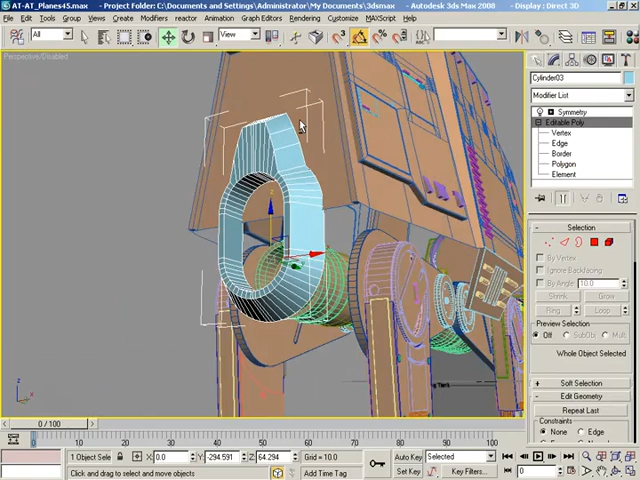 AT-AT_Planes45.max - Project Folder: C:\Documents and Settings\Administrator\My Documents\3dsmax - Autodesk 3ds Max 2008 - Display : Direct 3D
File Edit Tools Group Views Create Modifiers reactor Animation Graph Editors Rendering Customize MAXScript Help
All View
Perspective/Disabled
Cylinder03
Modifier List
Symmetry
Editable Poly
Vertex
Edge
Border
Polygon
Element
Selection
By Vertex
Ignore Backfacing
By Angle: 10.0
Shrink Grow
Ring Loop
Preview Selection
Off SubObj Multi
Whole Object Selected
Soft Selection
Edit Geometry
Repeat Last
Constraints
None Edge
z
0 / 100
0 10 20 30 40 50 60 70 80 90 100
1 Object Sele X: 0.0 Y: -294.591 Z: 64.294 Grid = 10.0
Auto Key Selected
Click and drag to select and move objects Add Time Tag
Set Key Key Filters... 0